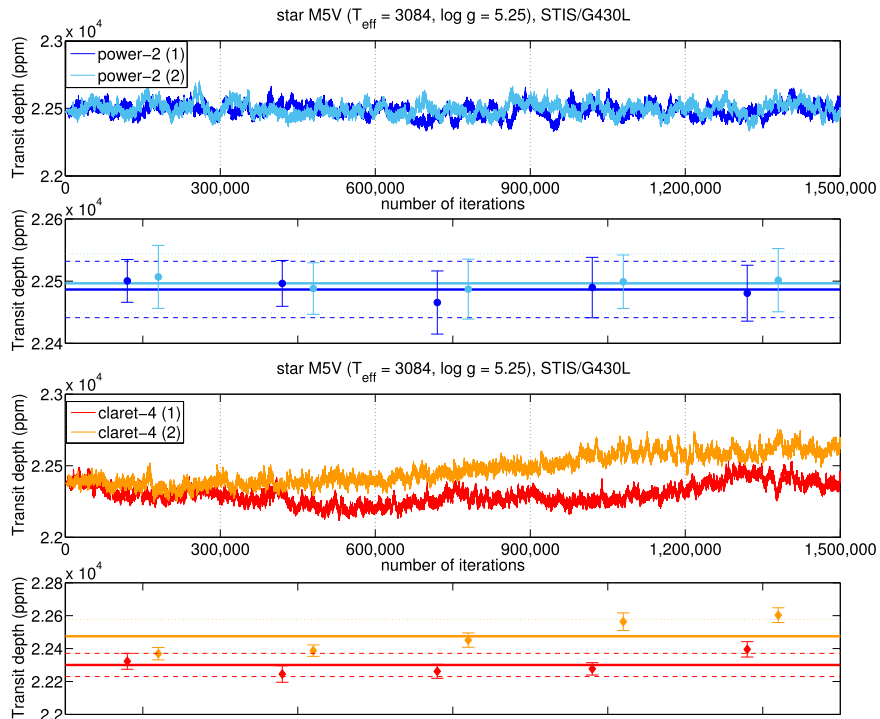 star M5V (T_eff = 3084, log g = 5.25), STIS/G430L
x 10^4
2.3
2.25
2.2
Transit depth (ppm)
power−2 (1)
power−2 (2)
0 300,000 600,000 900,000 1,200,000 1,500,000
number of iterations
x 10^4
2.26
2.25
2.24
Transit depth (ppm)
star M5V (T_eff = 3084, log g = 5.25), STIS/G430L
x 10^4
2.3
2.25
2.2
Transit depth (ppm)
claret−4 (1)
claret−4 (2)
0 300,000 600,000 900,000 1,200,000 1,500,000
number of iterations
x 10^4
2.28
2.26
2.24
2.22
2.2
Transit depth (ppm)